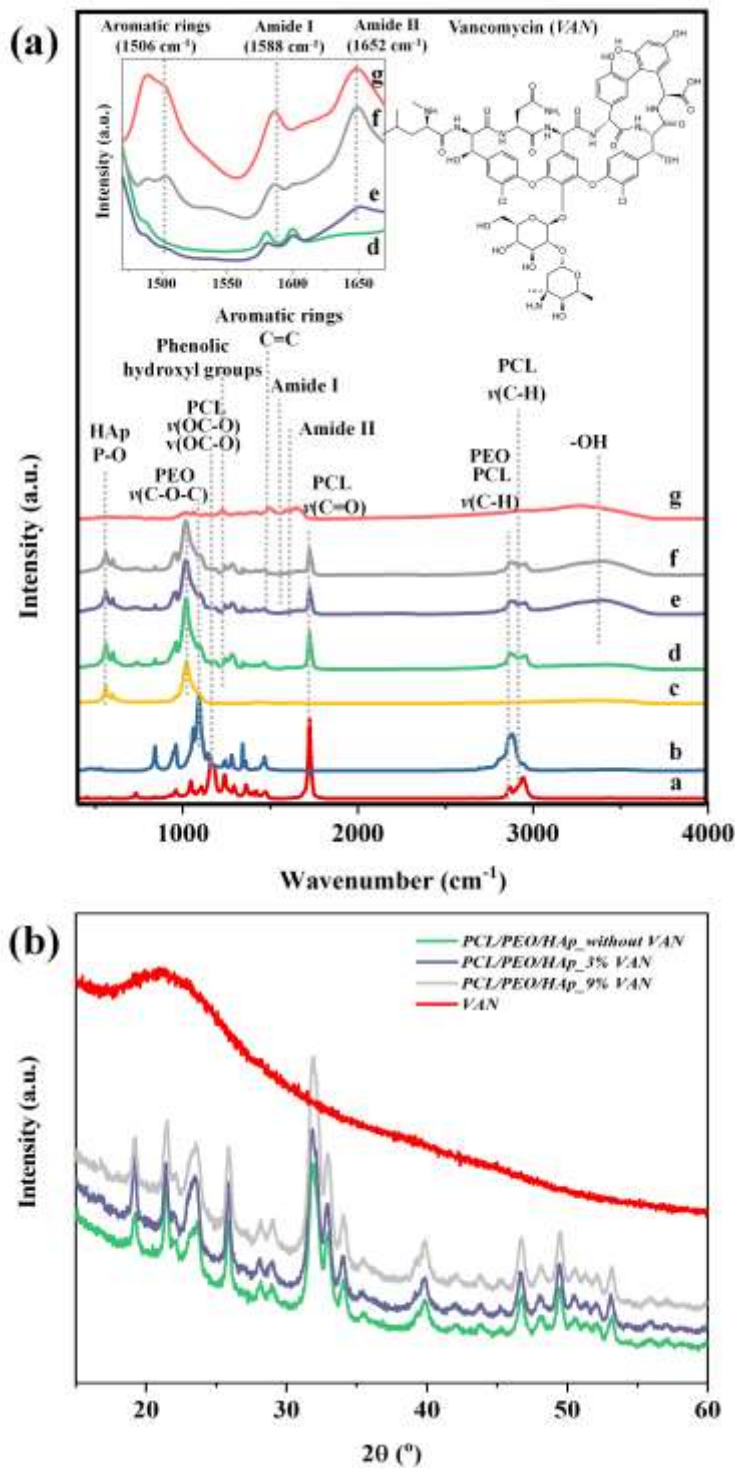 (a)
Aromatic rings Amide I Amide II
(1506 cm-1) (1588 cm-1) (1652 cm-1)
Vancomycin (VAN)
Intensity (a.u.)
g
f
e
d
1500 1550 1600 1650
Aromatic rings
C=C
Phenolic
hydroxyl groups
Amide I
PCL
ν(OC-O)
ν(OC-O)
Amide II
HAp
P-O
PEO
ν(C-O-C)
PCL
ν(C=O)
PCL
ν(C-H)
PEO
PCL
ν(C-H)
-OH
g
f
e
d
c
b
a
Intensity (a.u.)
1000 2000 3000 4000
Wavenumber (cm-1)
(b)
PCL/PEO/HAp_without VAN
PCL/PEO/HAp_3% VAN
PCL/PEO/HAp_9% VAN
VAN
Intensity (a.u.)
20 30 40 50 60
2θ (º)